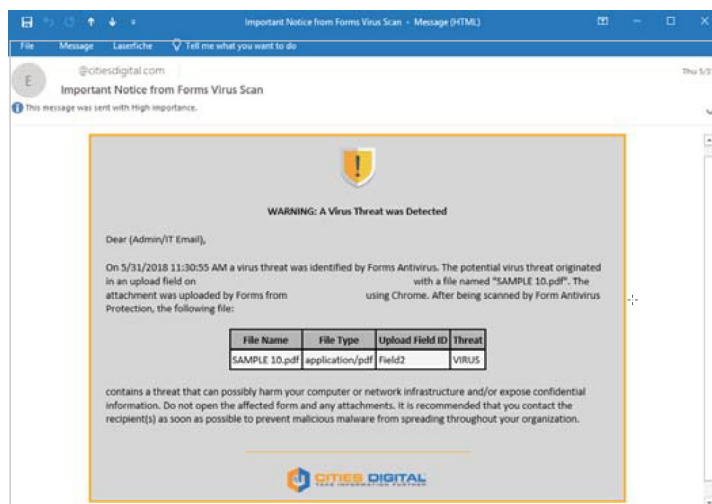 Important Notice from Forms Virus Scan - Message (HTML)
File Message Laserfiche Tell me what you want to do
E
@citiesdigital.com
Thu 5/3
Important Notice from Forms Virus Scan
This message was sent with High importance.
WARNING: A Virus Threat was Detected
Dear (Admin/IT Email),
On 5/31/2018 11:30:55 AM a virus threat was identified by Forms Antivirus. The potential virus threat originated
in an upload field on with a file named "SAMPLE 10.pdf". The
attachment was uploaded by Forms from using Chrome. After being scanned by Form Antivirus
Protection, the following file:
File Name File Type Upload Field ID Threat
SAMPLE 10.pdf application/pdf Field2 VIRUS
contains a threat that can possibly harm your computer or network infrastructure and/or expose confidential
information. Do not open the affected form and any attachments. It is recommended that you contact the
recipient(s) as soon as possible to prevent malicious malware from spreading throughout your organization.
CITIES DIGITAL
TAKE INFORMATION FURTHER